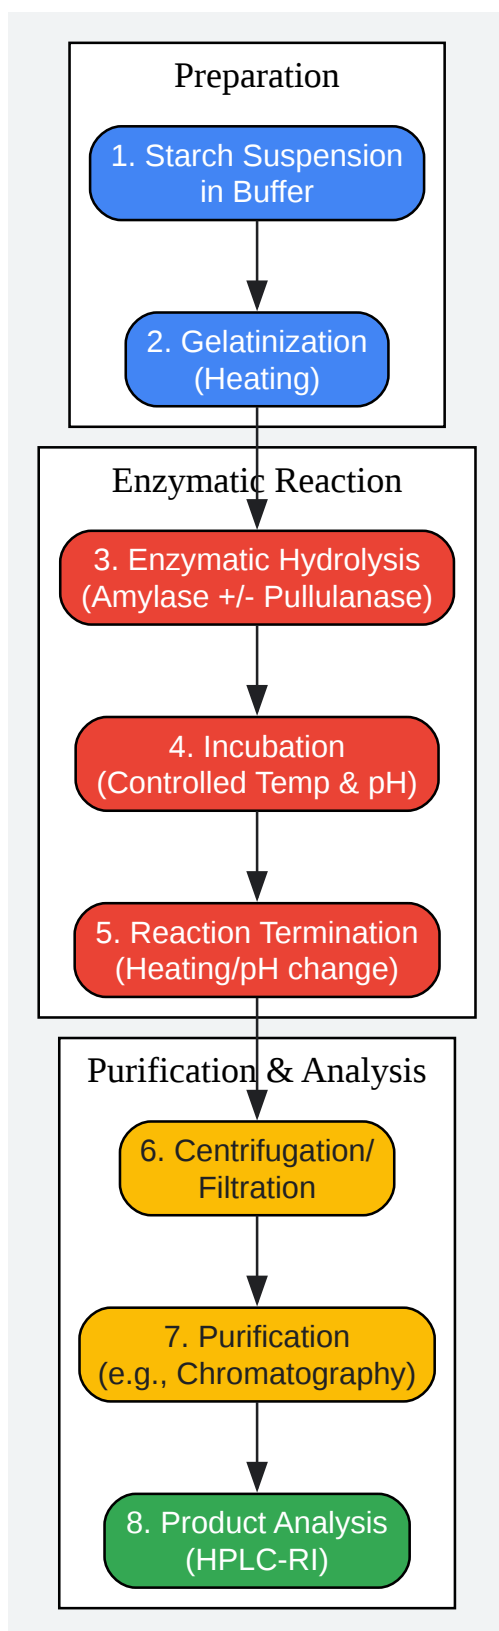 Preparation
1. Starch Suspension
in Buffer
2. Gelatinization
(Heating)
Enzymatic Reaction
3. Enzymatic Hydrolysis
(Amylase +/- Pullulanase)
4. Incubation
(Controlled Temp & pH)
5. Reaction Termination
(Heating/pH change)
Purification & Analysis
6. Centrifugation/
Filtration
7. Purification
(e.g., Chromatography)
8. Product Analysis
(HPLC-RI)